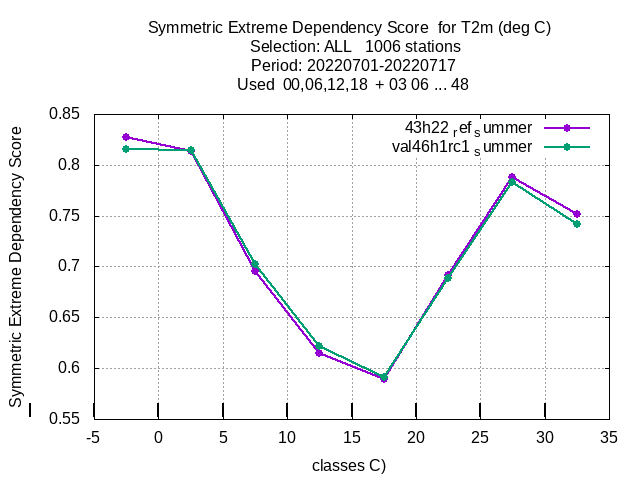 Symmetric Extreme Dependency Score for T2m (deg C)
Selection: ALL 1006 stations
Period: 20220701-20220717
Used 00,06,12,18 + 03 06 ... 48
43h22_ref_summer
val46h1rc1_summer
Symmetric Extreme Dependency Score
0.85
0.8
0.75
0.7
0.65
0.6
0.55
-5 0 5 10 15 20 25 30 35
classes C)